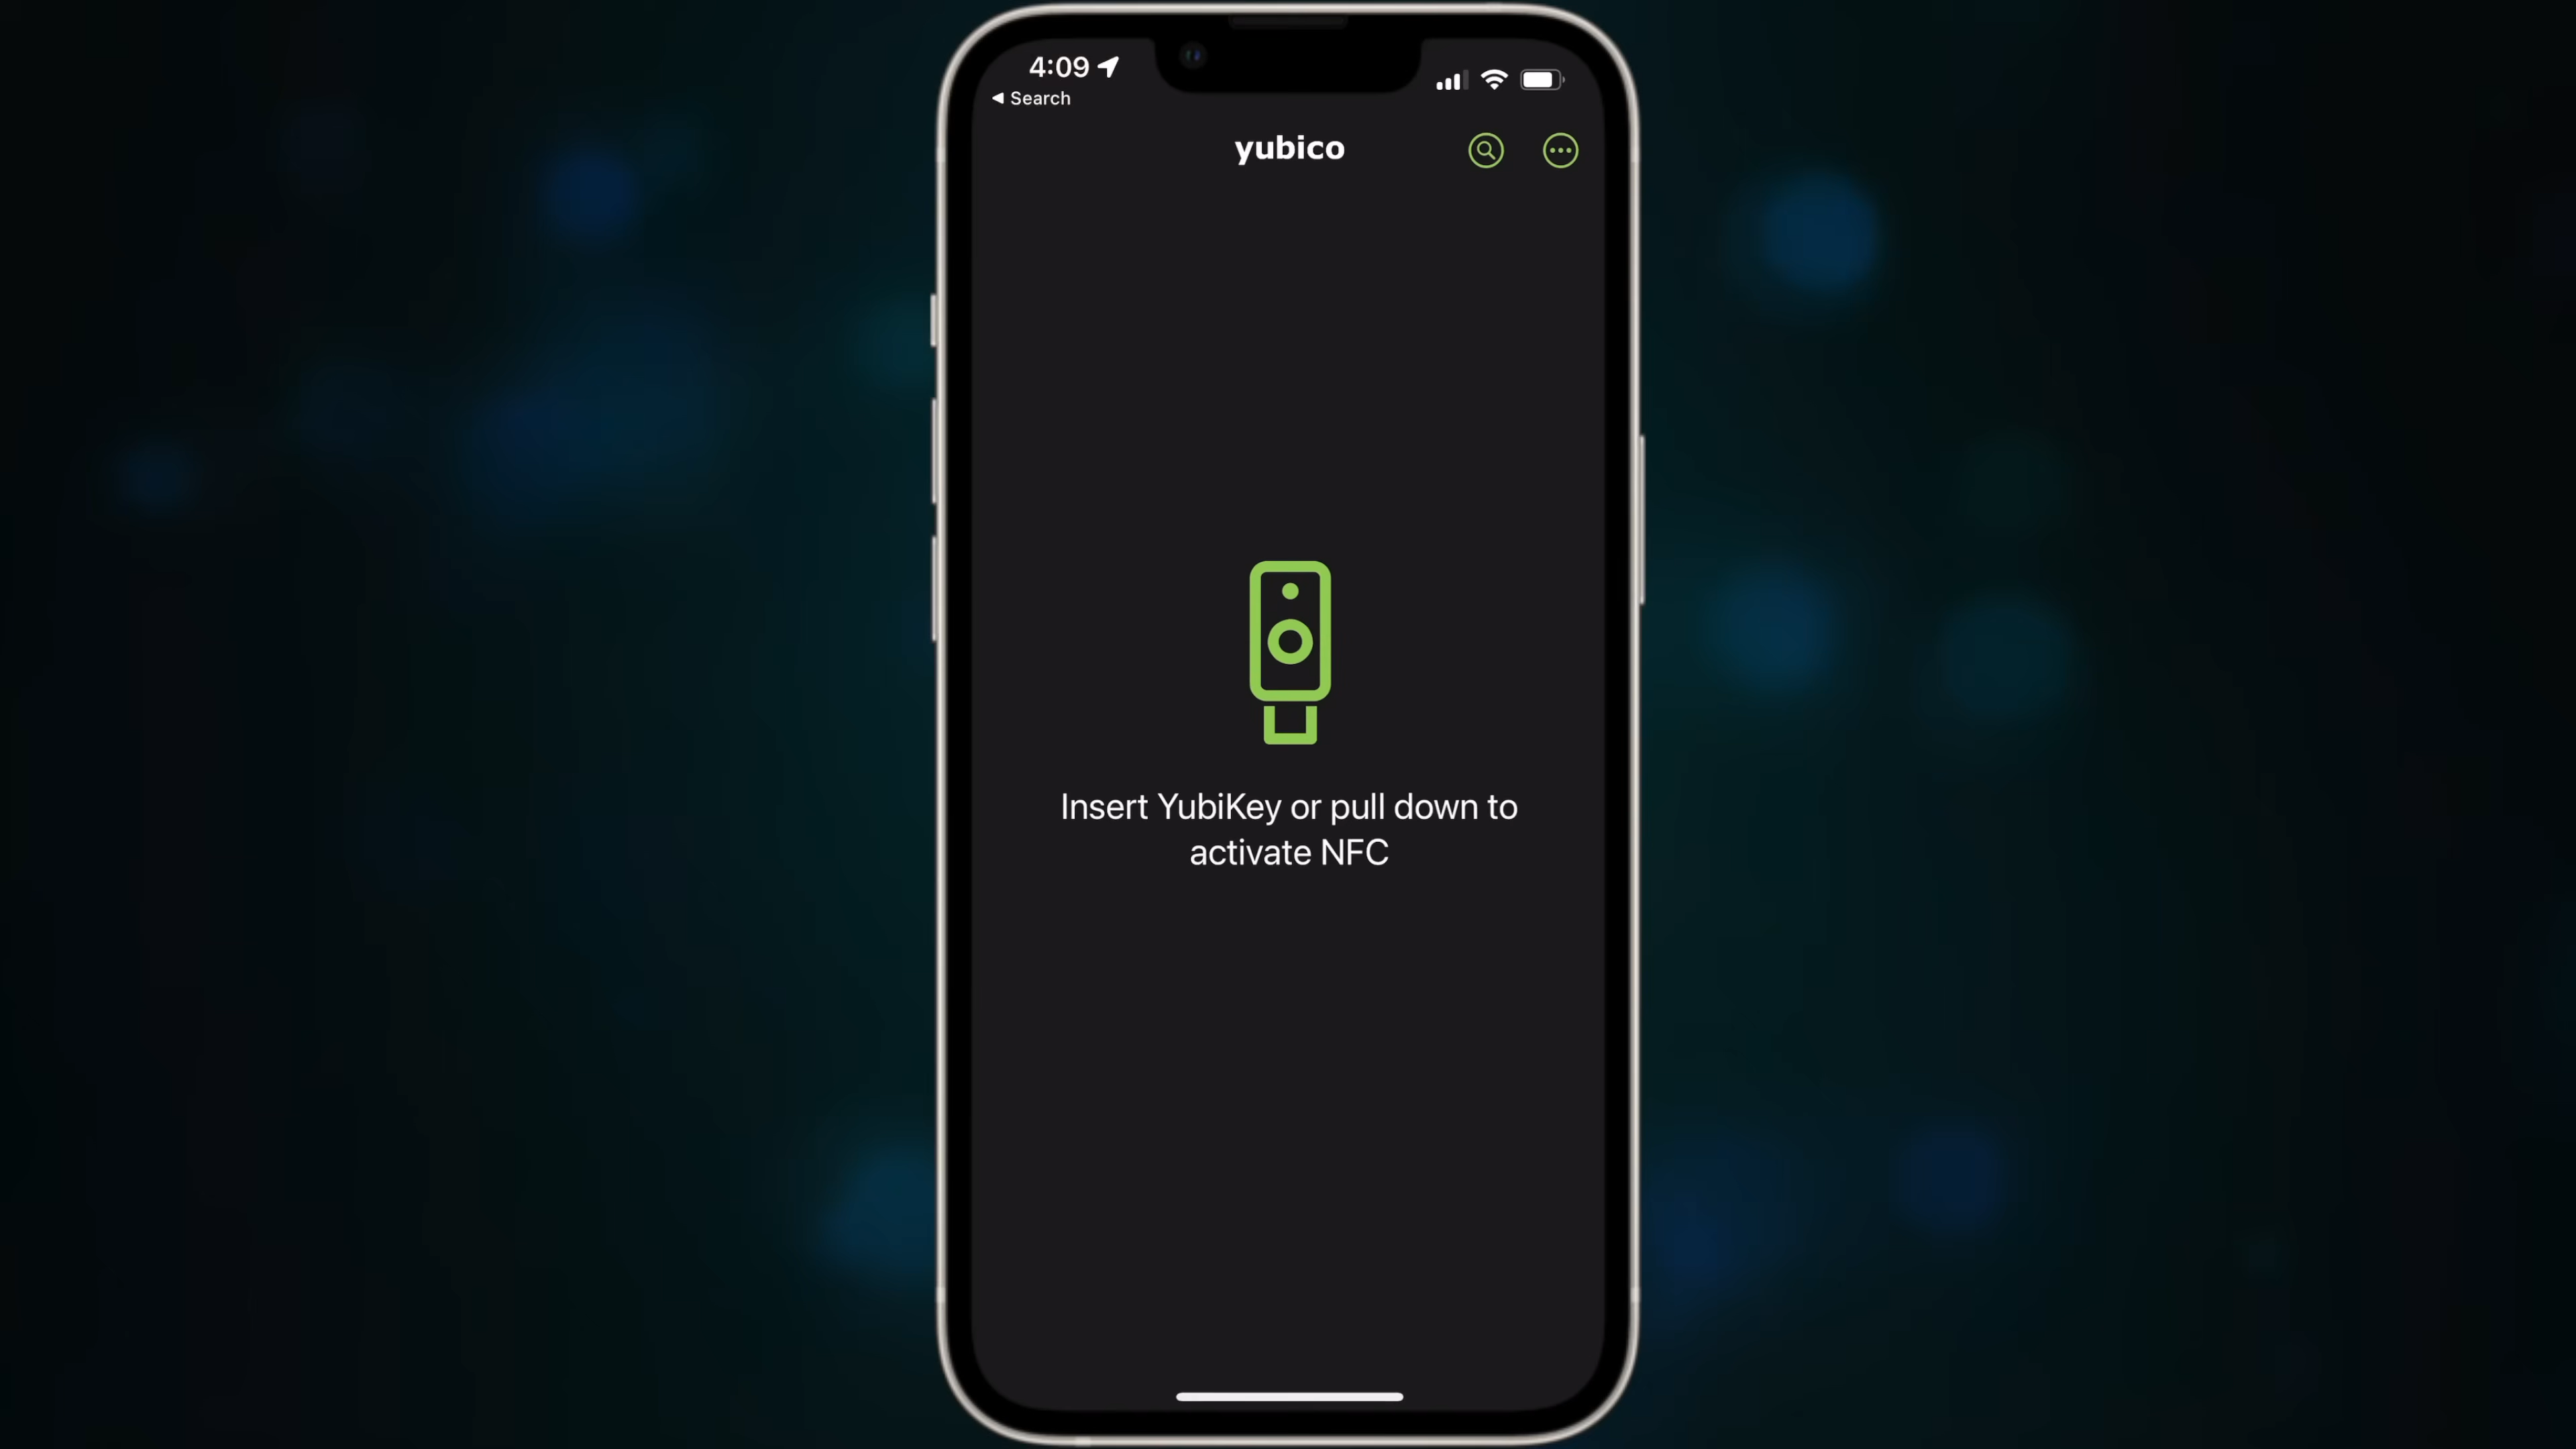 4:09
Search
yubico
Insert YubiKey or pull down to
activate NFC